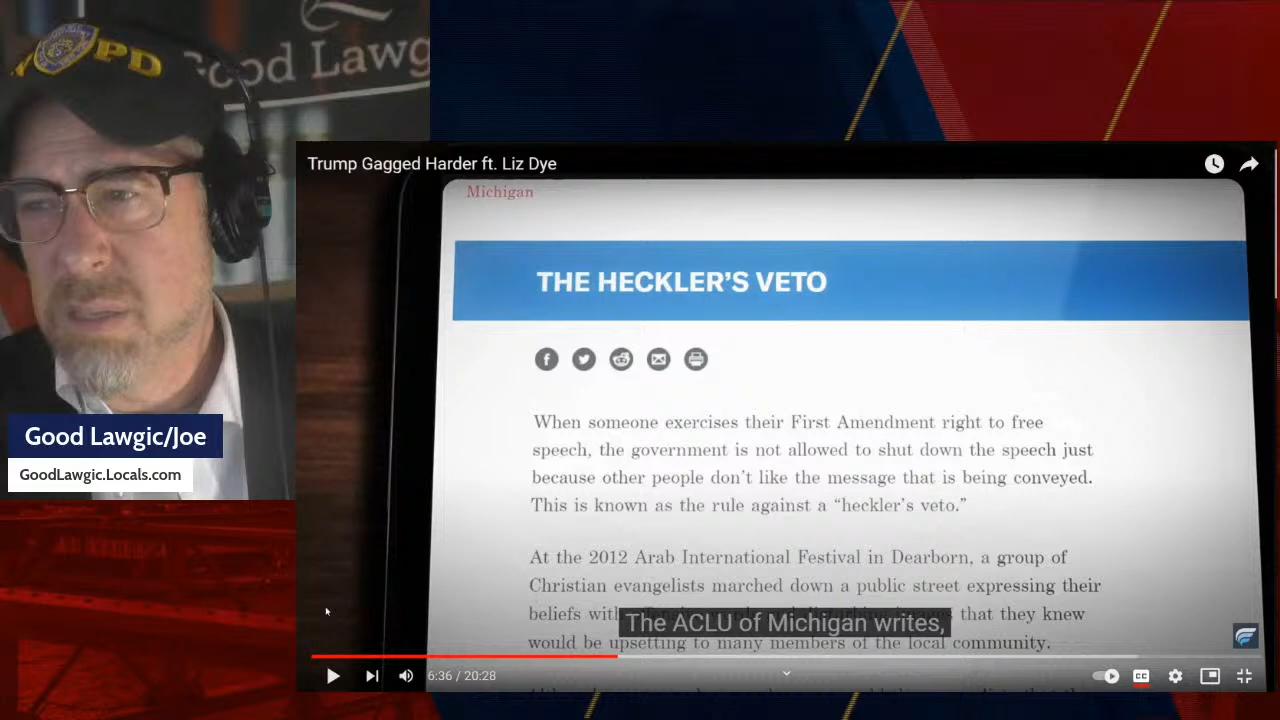 YPD
Good Lawg
Trump Gagged Harder ft. Liz Dye
Michigan
THE HECKLER'S VETO
When someone exercises their First Amendment right to free
speech, the government is not allowed to shut down the speech just
because other people don't like the message that is being conveyed.
This is known as the rule against a “heckler's veto.”
At the 2012 Arab International Festival in Dearborn, a group of
Christian evangelists marched down a public street expressing their
beliefs with that they knew
The ACLU of Michigan writes,
would be upsetting to many members of the local community.
Good Lawgic/Joe
GoodLawgic.Locals.com
6:36 / 20:28
CC